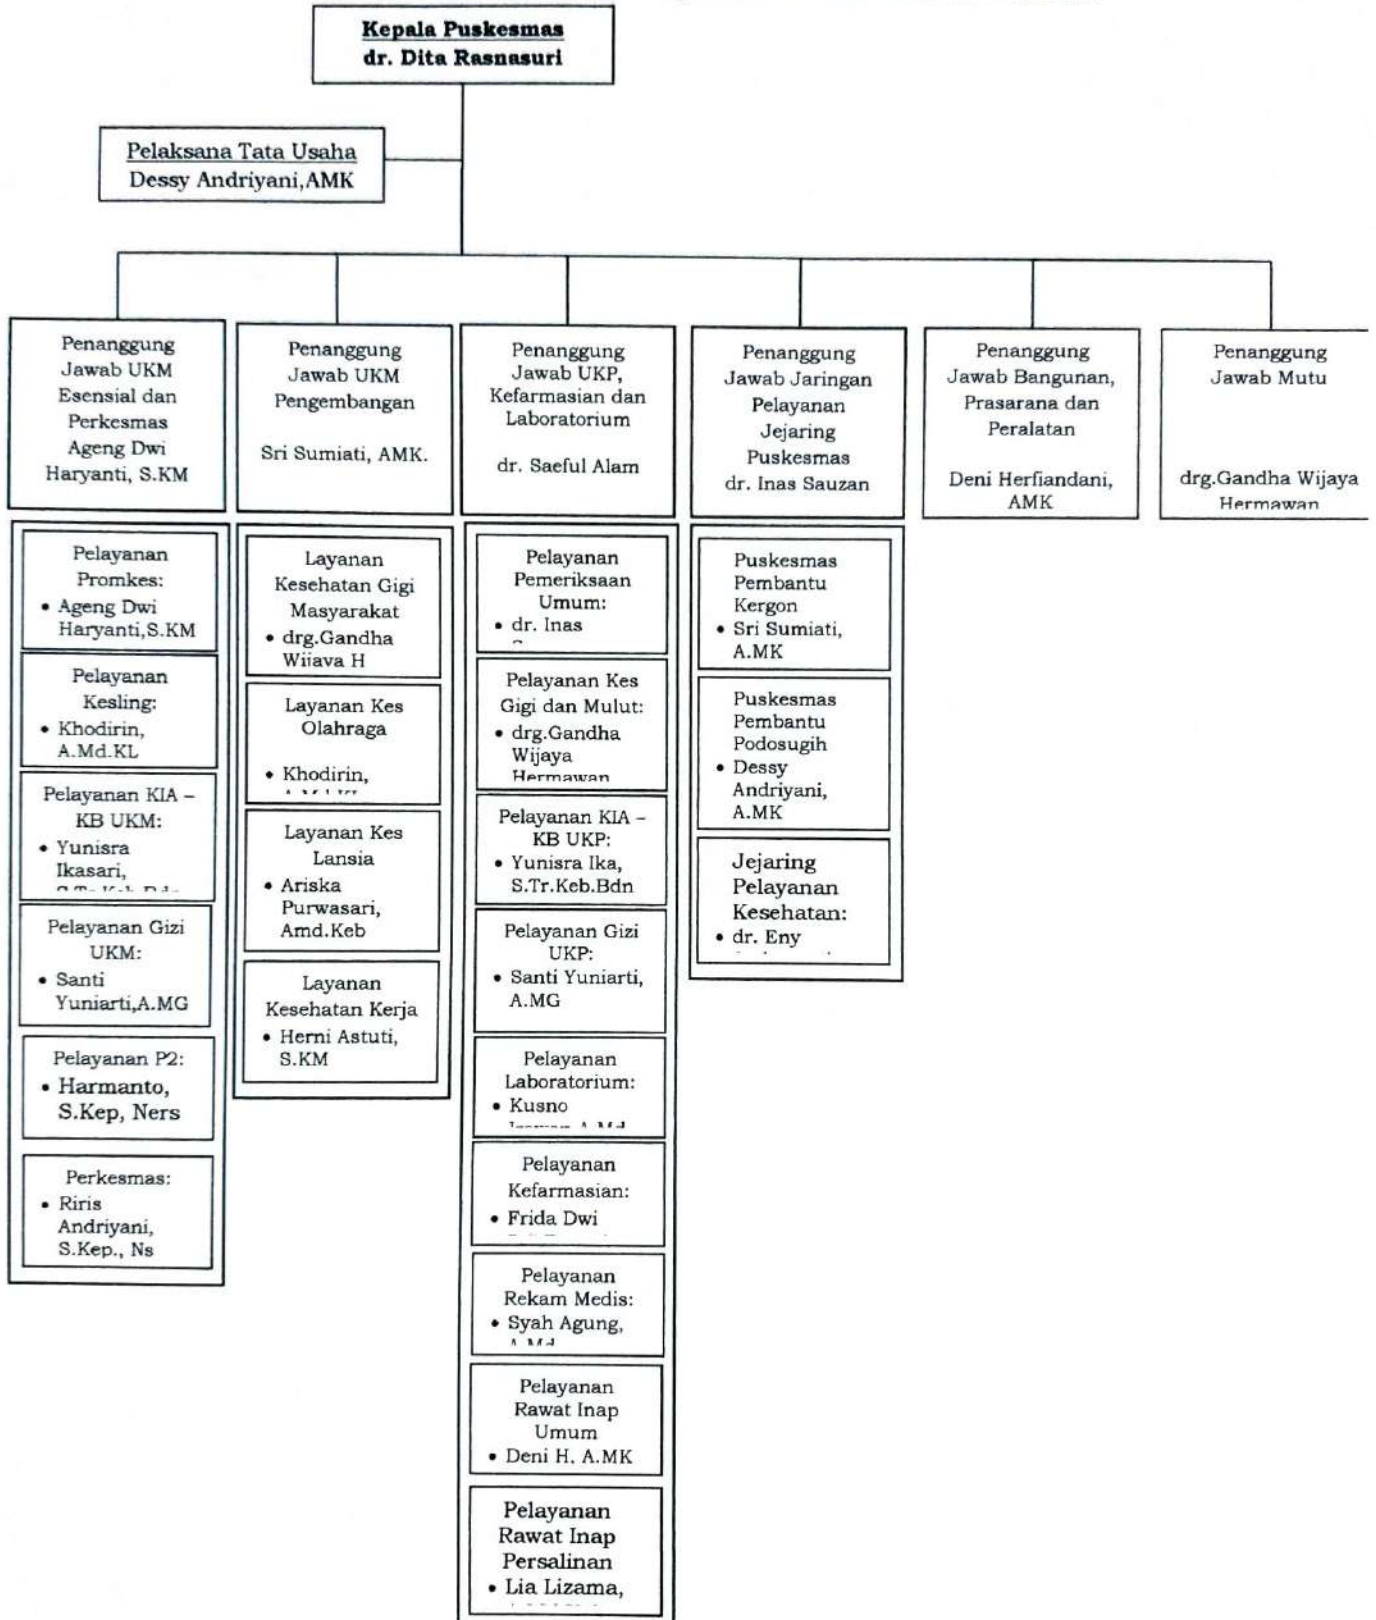 Kepala Puskesmas
dr. Dita Rasnasuri
Pelaksana Tata Usaha
Dessy Andriyani,AMK
Penanggung
Jawab UKM
Esensial dan
Perkesmas
Ageng Dwi
Haryanti, S.KM
Penanggung
Jawab UKM
Pengembangan
Sri Sumiati, AMK.
Penanggung
Jawab UKP,
Kefarmasian dan
Laboratorium
dr. Saeful Alam
Penanggung
Jawab Jaringan
Pelayanan
Jejaring
Puskesmas
dr. Inas Sauzan
Penanggung
Jawab Bangunan,
Prasarana dan
Peralatan
Deni Herfiandani,
AMK
Penanggung
Jawab Mutu
drg.Gandha Wijaya
Hermawan
Pelayanan
Promkes:
• Ageng Dwi
Haryanti,S.KM
Pelayanan
Kesling:
• Khodirin,
A.Md.KL
Pelayanan KIA –
KB UKM:
• Yunisra
Ikasari,
Pelayanan Gizi
UKM:
• Santi
Yuniarti,A.MG
Pelayanan P2:
• Harmanto,
S.Kep, Ners
Perkesmas:
• Riris
Andriyani,
S.Kep., Ns
Layanan
Kesehatan Gigi
Masyarakat
• drg.Gandha
Wijaya H
Layanan Kes
Olahraga
• Khodirin,
Layanan Kes
Lansia
• Ariska
Purwasari,
Amd.Keb
Layanan
Kesehatan Kerja
• Herni Astuti,
S.KM
Pelayanan
Pemeriksaan
Umum:
• dr. Inas
Pelayanan Kes
Gigi dan Mulut:
• drg.Gandha
Wijaya
Hermawan
Pelayanan KIA –
KB UKP:
• Yunisra Ika,
S.Tr.Keb.Bdn
Pelayanan Gizi
UKP:
• Santi Yuniarti,
A.MG
Pelayanan
Laboratorium:
• Kusno
Pelayanan
Kefarmasian:
• Frida Dwi
Pelayanan
Rekam Medis:
• Syah Agung,
Pelayanan
Rawat Inap
Umum
• Deni H, A.MK
Pelayanan
Rawat Inap
Persalinan
• Lia Lizama,
Puskesmas
Pembantu
Kergon
• Sri Sumiati,
A.MK
Puskesmas
Pembantu
Podosugih
• Dessy
Andriyani,
A.MK
Jejaring
Pelayanan
Kesehatan:
• dr. Eny